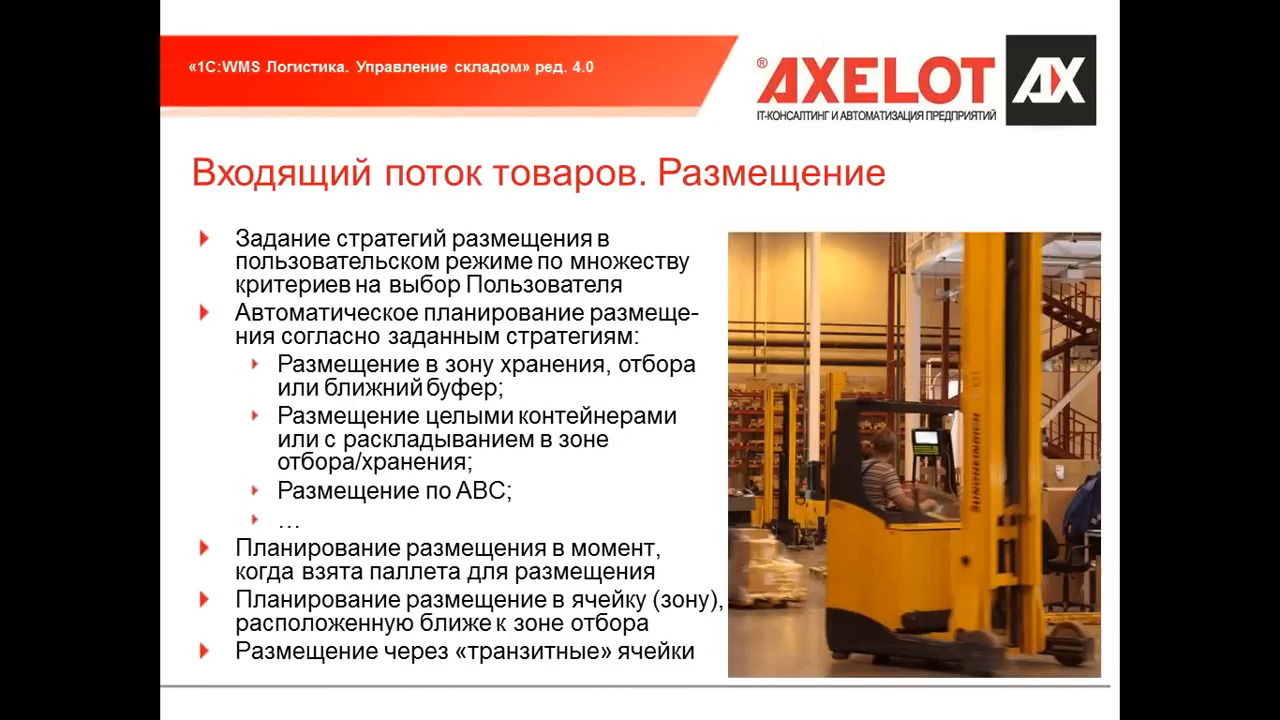 «1С:WMS Логистика. Управление складом» ред. 4.0
® AXELOT AX
IT-КОНСАЛТИНГ И АВТОМАТИЗАЦИЯ ПРЕДПРИЯТИЙ
Входящий поток товаров. Размещение
Задание стратегий размещения в
пользовательском режиме по множеству
критериев на выбор Пользователя
Автоматическое планирование размеще-
ния согласно заданным стратегиям:
Размещение в зону хранения, отбора
или ближний буфер;
Размещение целыми контейнерами
или с раскладыванием в зоне
отбора/хранения;
Размещение по ABC;
…
Планирование размещения в момент,
когда взята паллета для размещения
Планирование размещение в ячейку (зону),
расположенную ближе к зоне отбора
Размещение через «транзитные» ячейки
JUNGHEINRICH